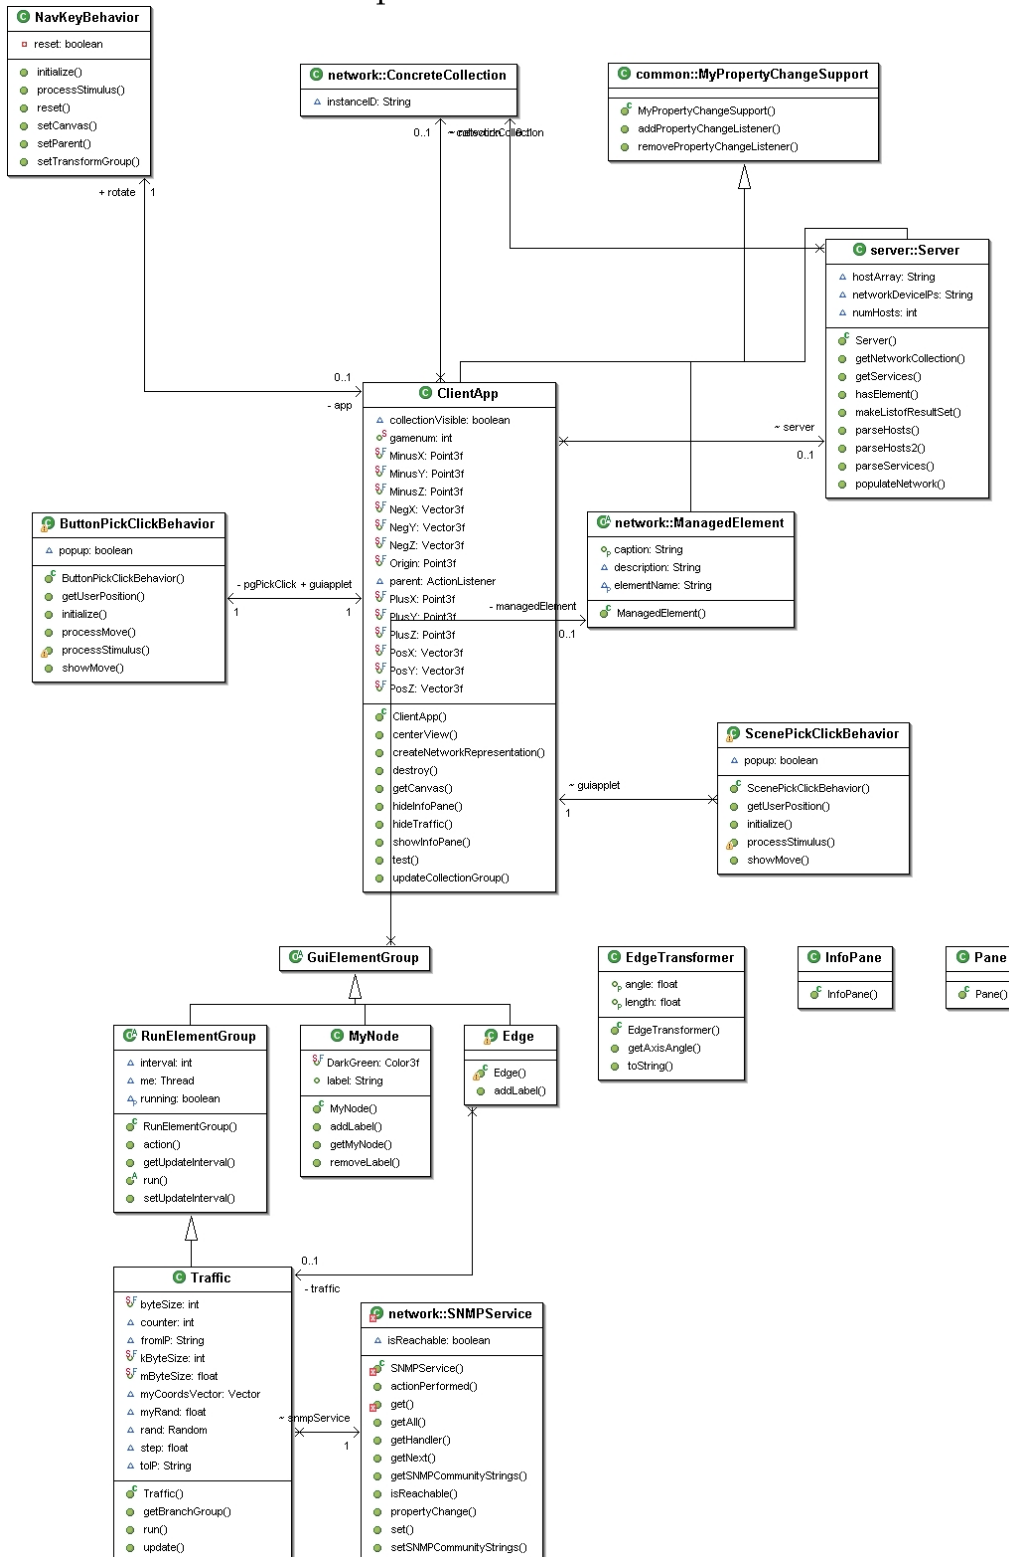 NavKeyBehavior
reset: boolean
initialize()
processStimulus()
reset()
setCanvas()
setParent()
setTransformGroup()
+ rotate
1
network::ConcreteCollection
instanceID: String
0..1
common::MyPropertyChangeSupport
MyPropertyChangeSupport()
addPropertyChangeListener()
removePropertyChangeListener()
server::Server
hostArray: String
networkDeviceIPs: String
numHosts: int
Server()
getNetworkCollection()
getServices()
hasElement()
makeListofResultSet()
parseHosts()
parseHosts2()
parseServices()
populateNetwork()
0..1
- app
ClientApp
collectionVisible: boolean
gamenum: int
MinusX: Point3f
MinusY: Point3f
MinusZ: Point3f
NegX: Vector3f
NegY: Vector3f
NegZ: Vector3f
Origin: Point3f
parent: ActionListener
PlusX: Point3f
PlusY: Point3f
PlusZ: Point3f
PosX: Vector3f
PosY: Vector3f
PosZ: Vector3f
ClientApp()
centerView()
createNetworkRepresentation()
destroy()
getCanvas()
hideInfoPane()
hideTraffic()
showInfoPane()
test()
updateCollectionGroup()
~ server
0..1
ButtonPickClickBehavior
popup: boolean
ButtonPickClickBehavior()
getUserPosition()
initialize()
processMove()
processStimulus()
showMove()
- pgPickClick + guiapplet
1 1
- managedElement
0..1
network::ManagedElement
caption: String
description: String
elementName: String
ManagedElement()
ScenePickClickBehavior
popup: boolean
ScenePickClickBehavior()
getUserPosition()
initialize()
processStimulus()
showMove()
~ guiapplet
1
GuiElementGroup
EdgeTransformer
angle: float
length: float
EdgeTransformer()
getAxisAngle()
toString()
InfoPane
InfoPane()
Pane
Pane()
RunElementGroup
interval: int
me: Thread
running: boolean
RunElementGroup()
action()
getUpdateInterval()
run()
setUpdateInterval()
MyNode
DarkGreen: Color3f
label: String
MyNode()
addLabel()
getMyNode()
removeLabel()
Edge
Edge()
addLabel()
0..1
- traffic
Traffic
byteSize: int
counter: int
fromIP: String
kByteSize: int
mByteSize: float
myCoordsVector: Vector
myRand: float
rand: Random
step: float
toIP: String
Traffic()
getBranchGroup()
run()
update()
~ snmpService
1
network::SNMPService
isReachable: boolean
SNMPService()
actionPerformed()
get()
getAll()
getHandler()
getNext()
getSNMPCommunityStrings()
isReachable()
propertyChange()
set()
setSNMPCommunityStrings()